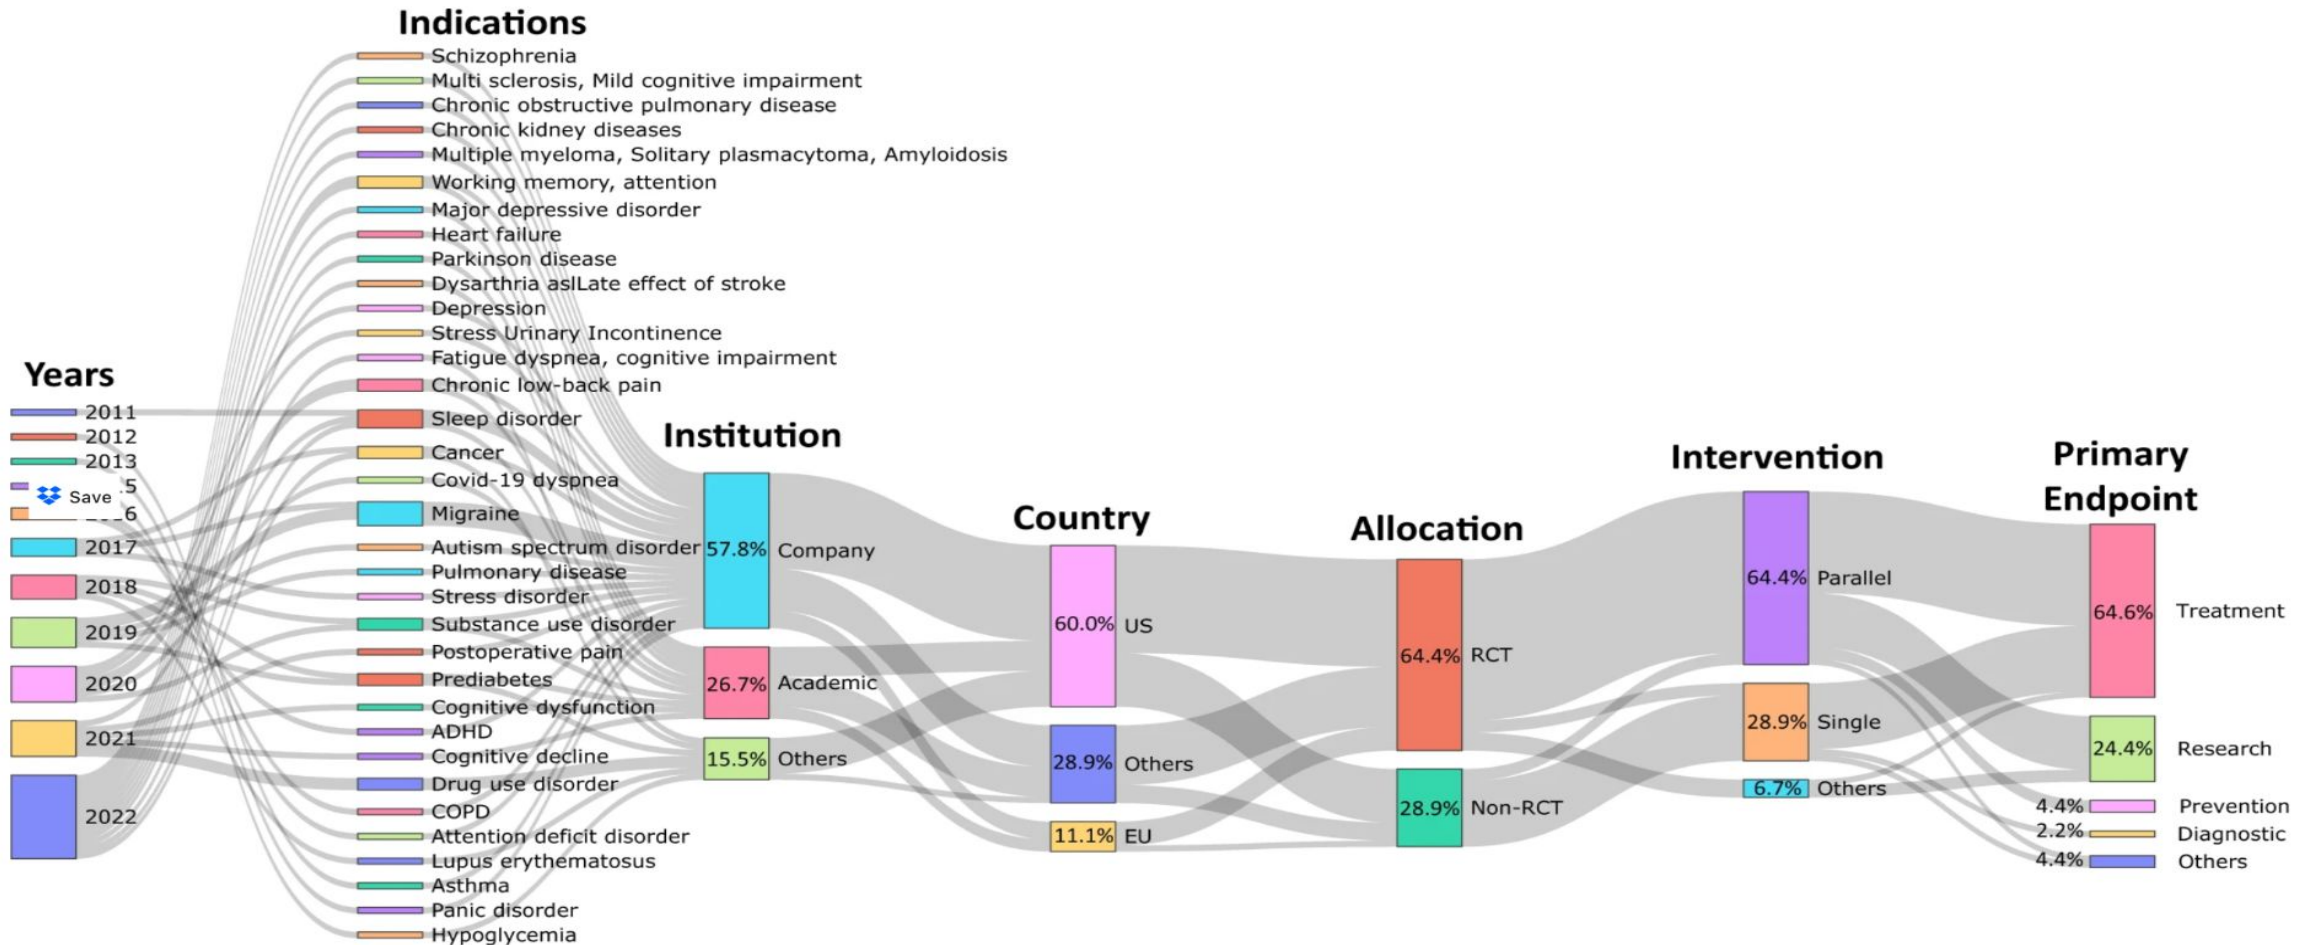 Indications
Schizophrenia
Multi sclerosis, Mild cognitive impairment
Chronic obstructive pulmonary disease
Chronic kidney diseases
Multiple myeloma, Solitary plasmacytoma, Amyloidosis
Working memory, attention
Major depressive disorder
Heart failure
Parkinson disease
Dysarthria aslLate effect of stroke
Depression
Stress Urinary Incontinence
Fatigue dyspnea, cognitive impairment
Chronic low-back pain
Sleep disorder
Cancer
Covid-19 dyspnea
Migraine
Autism spectrum disorder
Pulmonary disease
Stress disorder
Substance use disorder
Postoperative pain
Prediabetes
Cognitive dysfunction
ADHD
Cognitive decline
Drug use disorder
COPD
Attention deficit disorder
Lupus erythematosus
Asthma
Panic disorder
Hypoglycemia
Years
2011
2012
2013
Save
2017
2018
2019
2020
2021
2022
Institution
57.8% Company
26.7% Academic
15.5% Others
Country
60.0% US
28.9% Others
11.1% EU
Allocation
64.4% RCT
28.9% Non-RCT
Intervention
64.4% Parallel
28.9% Single
6.7% Others
Primary
Endpoint
64.6% Treatment
24.4% Research
4.4% Prevention
2.2% Diagnostic
4.4% Others